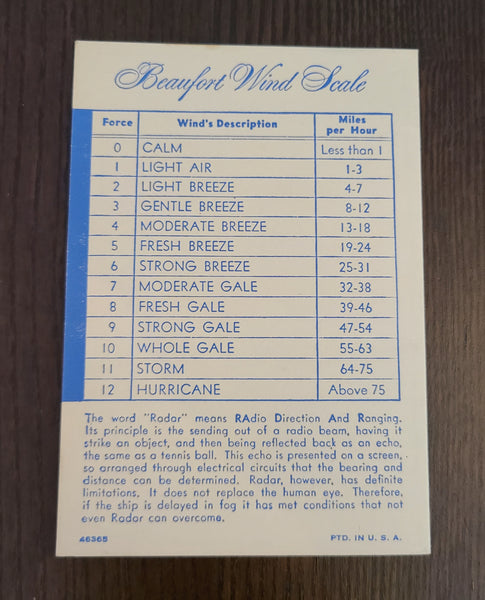 Beaufort Wind Scale
Force Wind's Description Miles per Hour
0 CALM Less than 1
1 LIGHT AIR 1-3
2 LIGHT BREEZE 4-7
3 GENTLE BREEZE 8-12
4 MODERATE BREEZE 13-18
5 FRESH BREEZE 19-24
6 STRONG BREEZE 25-31
7 MODERATE GALE 32-38
8 FRESH GALE 39-46
9 STRONG GALE 47-54
10 WHOLE GALE 55-63
11 STORM 64-75
12 HURRICANE Above 75
The word "Radar" means RAdio Direction And Ranging.
Its principle is the sending out of a radio beam, having it
strike an object, and then being reflected back as an echo,
the same as a tennis ball. This echo is presented on a screen,
so arranged through electrical circuits that the bearing and
distance can be determined. Radar, however, has definite
limitations. It does not replace the human eye. Therefore,
if the ship is delayed in fog it has met conditions that not
even Radar can overcome.
46365 PTD. IN U. S. A.